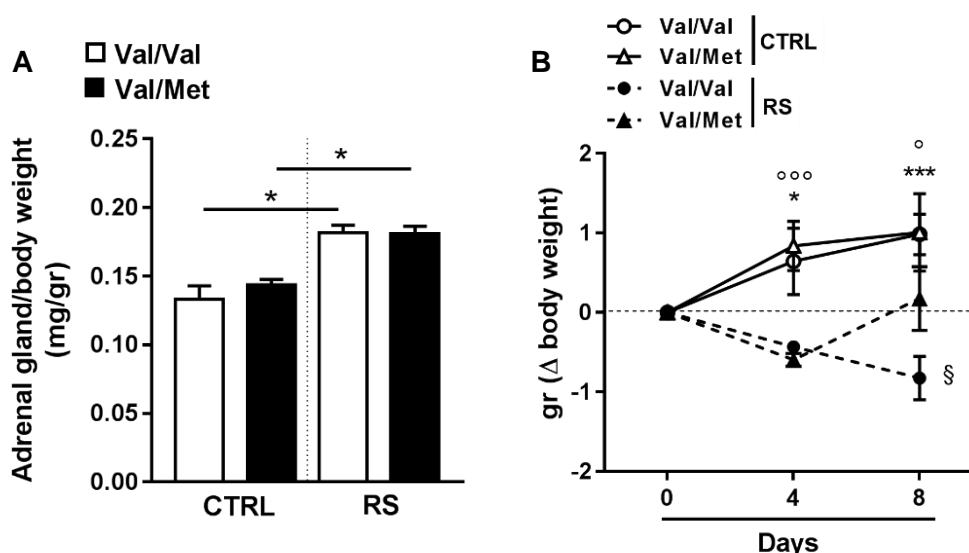 A
Val/Val
Val/Met
Adrenal gland/body weight
(mg/gr)
0.25
0.20
0.15
0.10
0.05
0.00
*
*
CTRL
RS
B
Val/Val
Val/Met
CTRL
Val/Val
Val/Met
RS
gr (Δ body weight)
2
1
0
-1
-2
°°°
*
°
***
§
0
4
8
Days